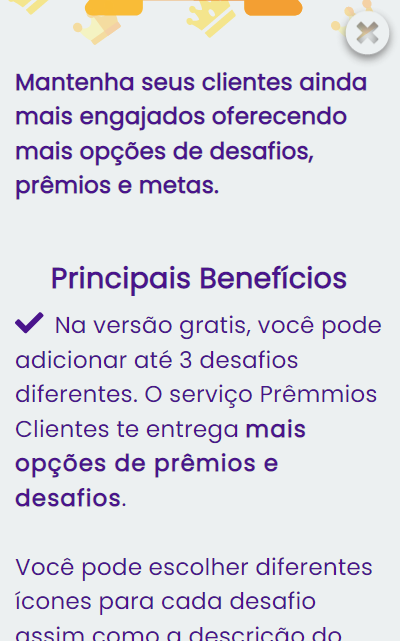 Mantenha seus clientes ainda
mais engajados oferecendo
mais opções de desafios,
prêmios e metas.
Principais Benefícios
Na versão gratis, você pode
adicionar até 3 desafios
diferentes. O serviço Prêmmios
Clientes te entrega mais
opções de prêmios e
desafios.
Você pode escolher diferentes
ícones para cada desafio
assim como a descrição do